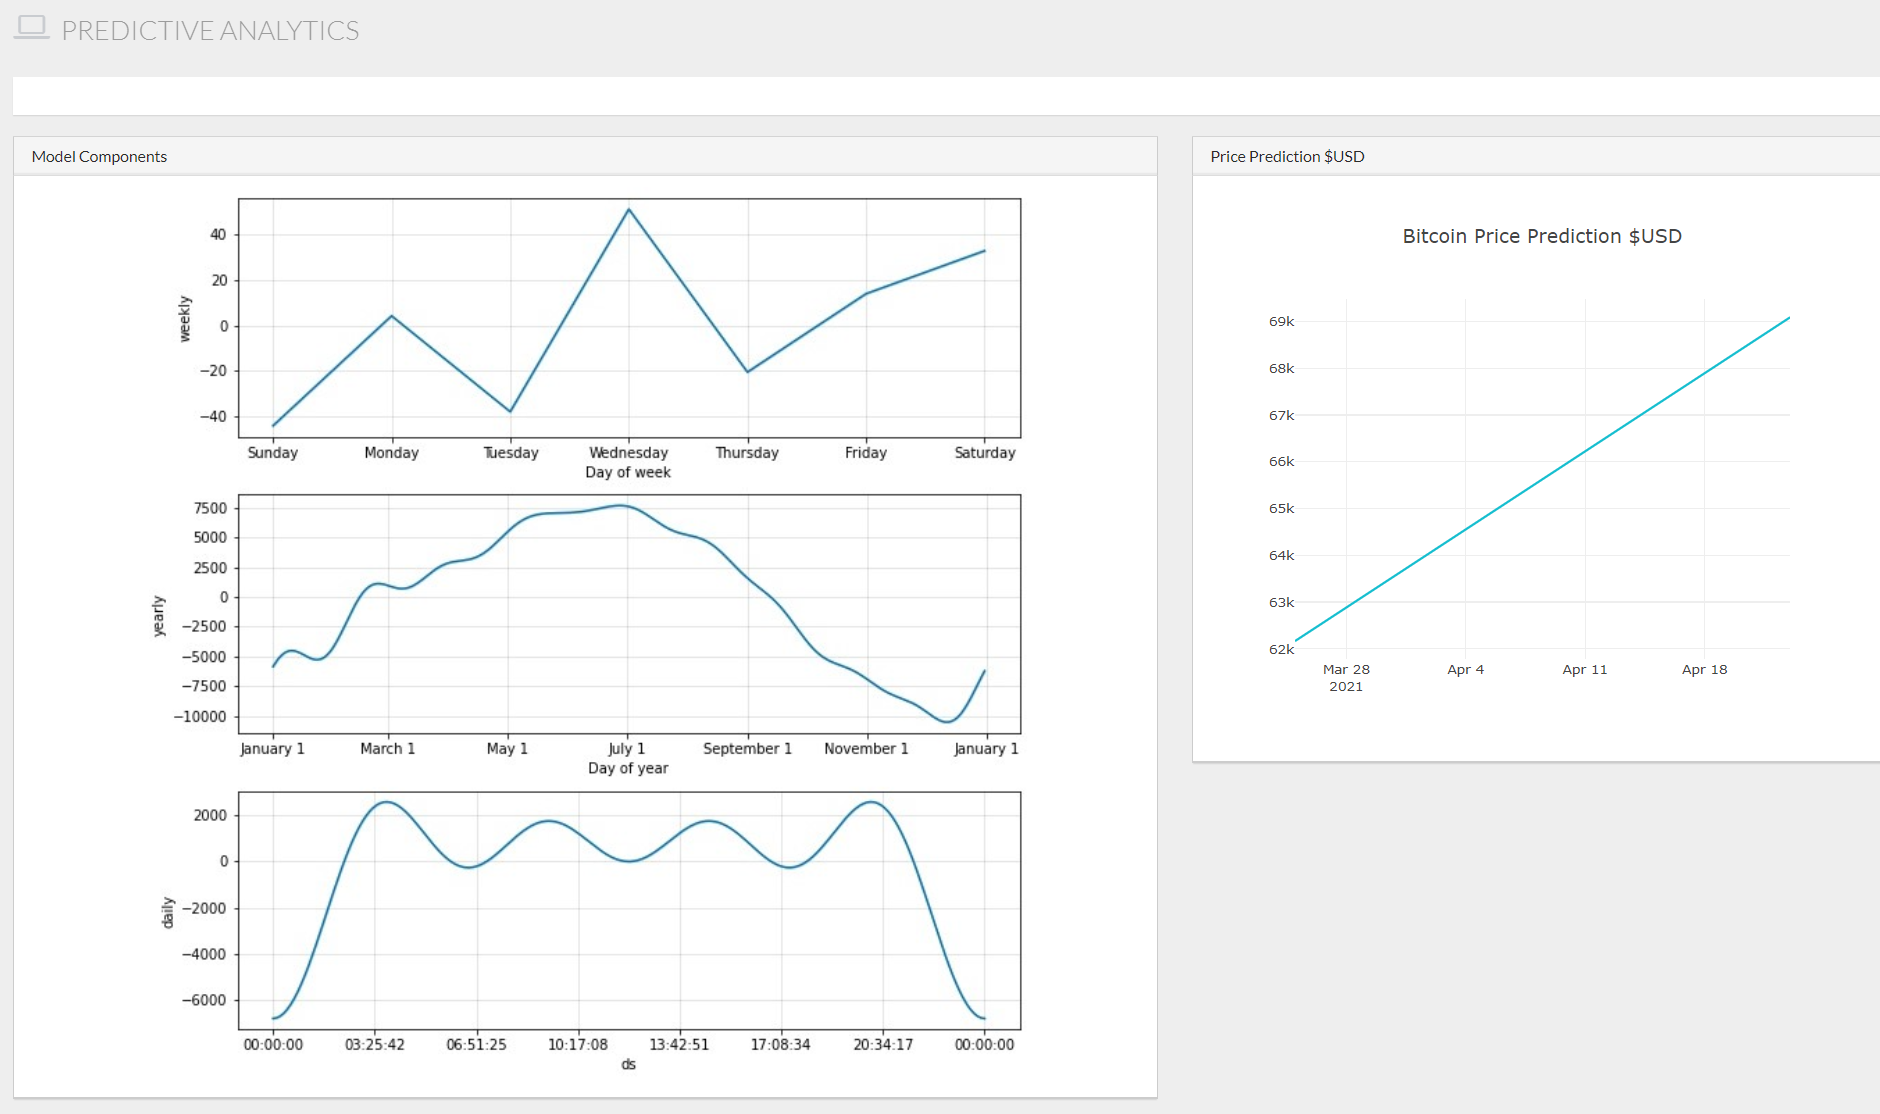 PREDICTIVE ANALYTICS
Model Components
40
20
0
−20
−40
weekly
Sunday Monday Tuesday Wednesday Thursday Friday Saturday
Day of week
7500
5000
2500
0
−2500
−5000
−7500
−10000
yearly
January 1 March 1 May 1 July 1 September 1 November 1 January 1
Day of year
2000
0
−2000
−4000
−6000
daily
00:00:00 03:25:42 06:51:25 10:17:08 13:42:51 17:08:34 20:34:17 00:00:00
ds
Price Prediction $USD
Bitcoin Price Prediction $USD
69k
68k
67k
66k
65k
64k
63k
62k
Mar 28 Apr 4 Apr 11 Apr 18
2021